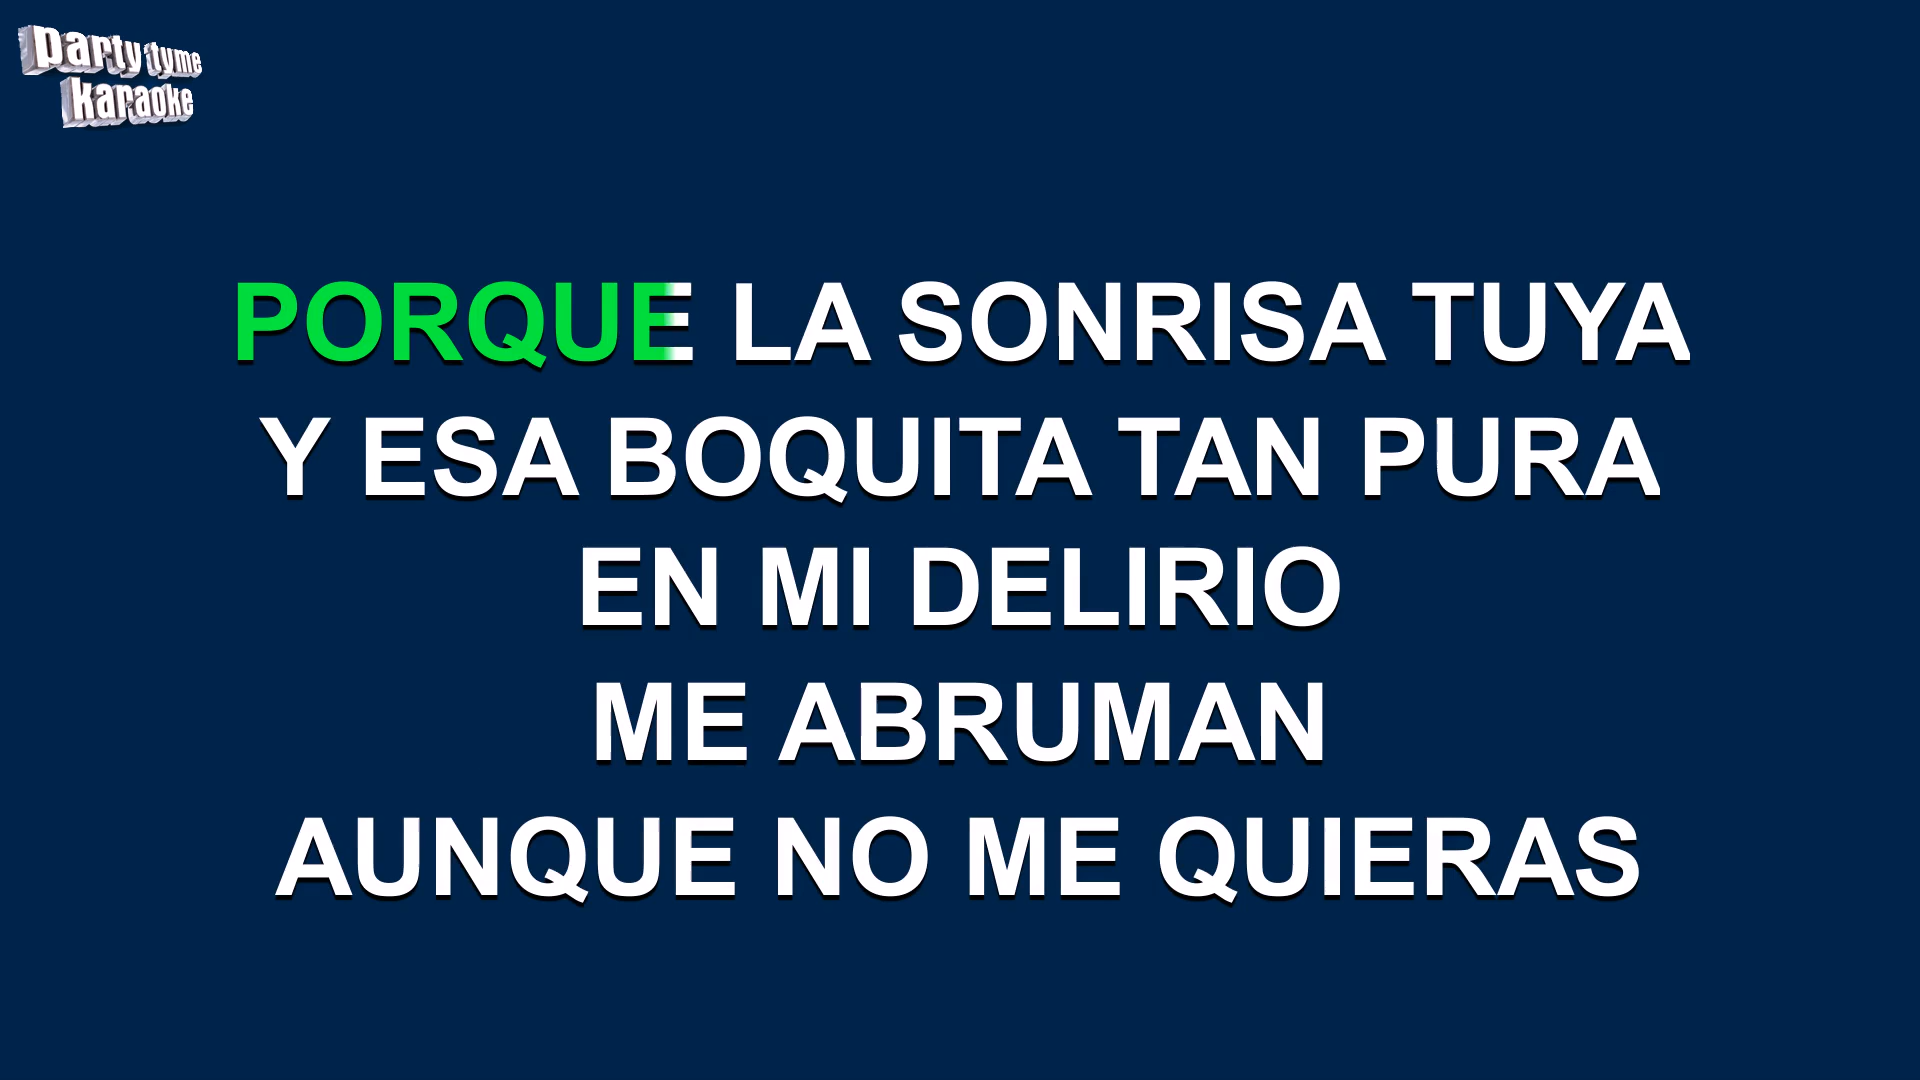 party tyme
karaoke
PORQUE LA SONRISA TUYA
Y ESA BOQUITA TAN PURA
EN MI DELIRIO
ME ABRUMAN
AUNQUE NO ME QUIERAS